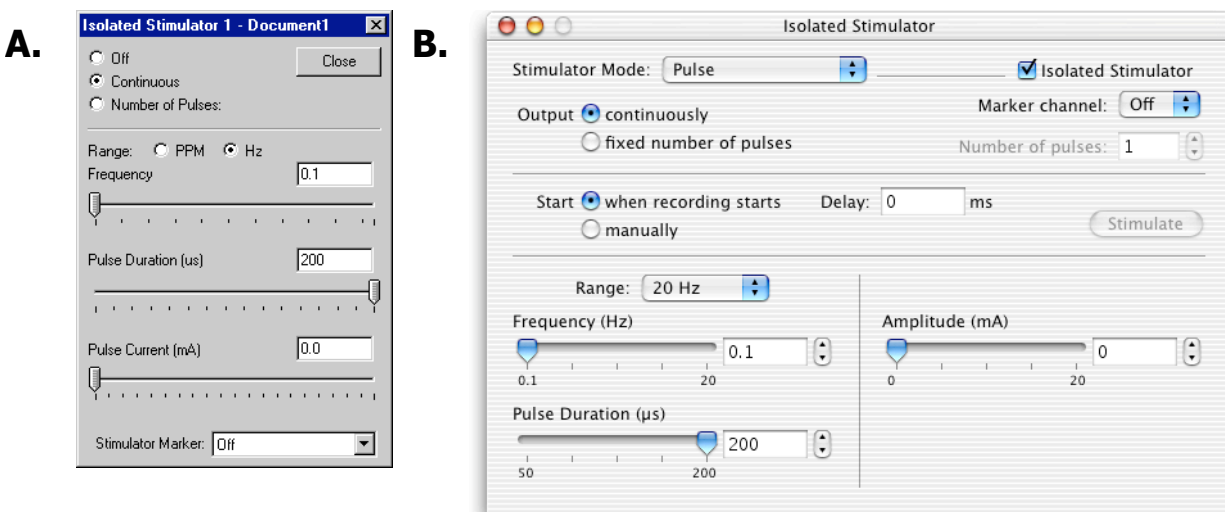 A.
Isolated Stimulator 1 - Document1
Off
Close
Continuous
Number of Pulses:
Range: PPM Hz
Frequency 0.1
Pulse Duration (us) 200
Pulse Current (mA) 0.0
Stimulator Marker: Off
B.
Isolated Stimulator
Stimulator Mode: Pulse Isolated Stimulator
Output continuously Marker channel: Off
fixed number of pulses Number of pulses: 1
Start when recording starts Delay: 0 ms
manually Stimulate
Range: 20 Hz
Frequency (Hz) Amplitude (mA)
0.1 0
0.1 20 0 20
Pulse Duration (µs)
200
50 200